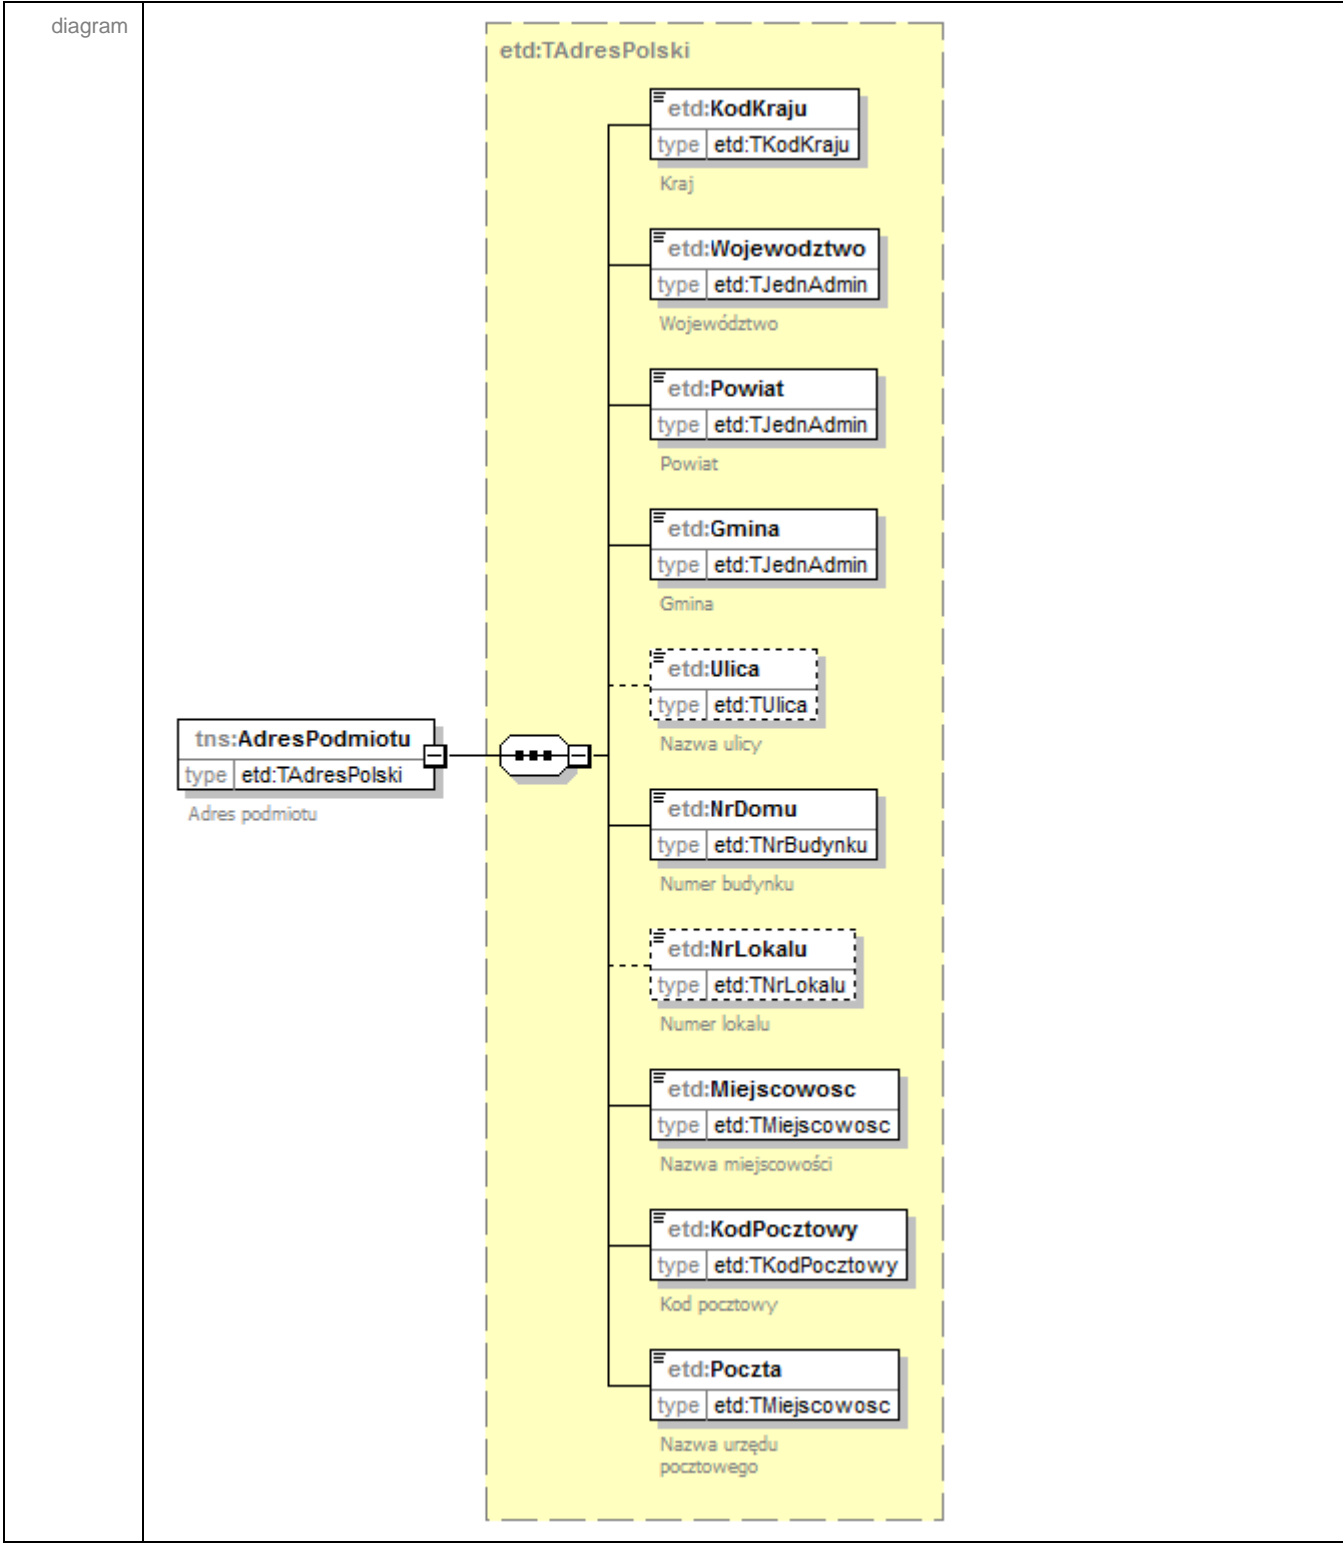 diagram
etd:TAdresPolski
etd:KodKraju
type etd:TKodKraju
Kraj
etd:Wojewodztwo
type etd:TJednAdmin
Województwo
etd:Powiat
type etd:TJednAdmin
Powiat
etd:Gmina
type etd:TJednAdmin
Gmina
etd:Ulica
type etd:TUlica
Nazwa ulicy
tns:AdresPodmiotu
type etd:TAdresPolski
Adres podmiotu
etd:NrDomu
type etd:TNrBudynku
Numer budynku
etd:NrLokalu
type etd:TNrLokalu
Numer lokalu
etd:Miejscowosc
type etd:TMiejscowosc
Nazwa miejscowości
etd:KodPocztowy
type etd:TKodPocztowy
Kod pocztowy
etd:Poczta
type etd:TMiejscowosc
Nazwa urzędu
pocztowego